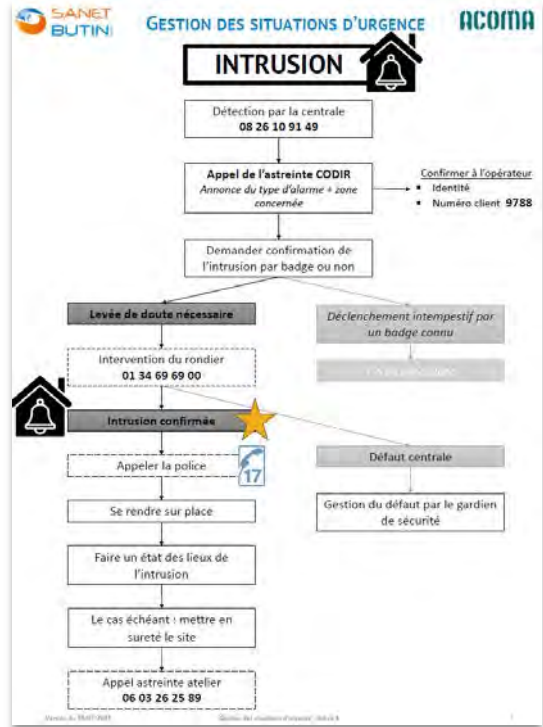 SANET
BUTIN
GESTION DES SITUATIONS D'URGENCE
ACOMA
INTRUSION
Détection par la centrale
08 26 10 91 49
Appel de l'astreinte CODIR
Annonce du type d'alarme + zone
concernée
Confirmer à l'opérateur
▪ Identité
▪ Numéro client 9788
Demander confirmation de
l'intrusion par badge ou non
Levée de doute nécessaire
Déclenchement intempestif par
un badge connu
Intervention du rondier
01 34 69 69 00
Intrusion confirmée
Appeler la police
17
Défaut centrale
Se rendre sur place
Gestion du défaut par le gardien
de sécurité
Faire un état des lieux de
l'intrusion
Le cas échéant : mettre en
sureté le site
Appel astreinte atelier
06 03 26 25 89